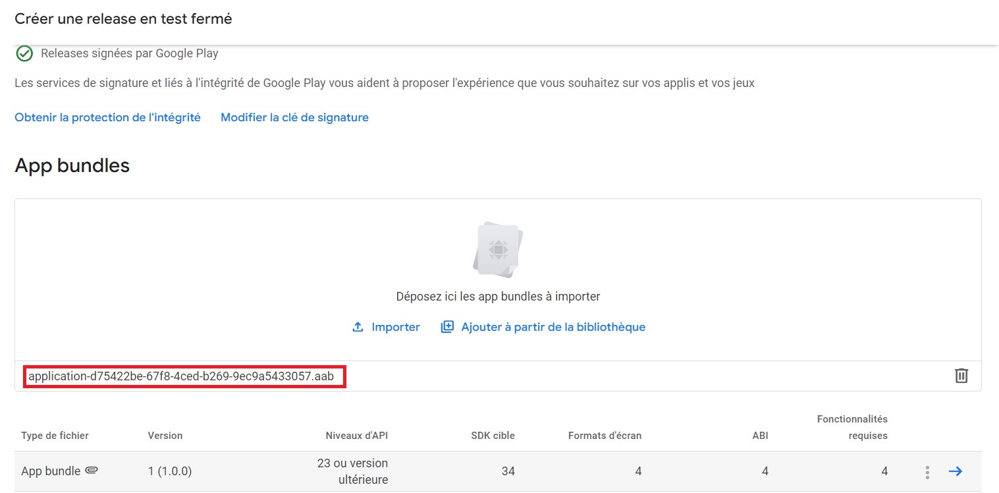 Créer une release en test fermé
Releases signées par Google Play
Les services de signature et liés à l'intégrité de Google Play vous aident à proposer l'expérience que vous souhaitez sur vos applis et vos jeux
Obtenir la protection de l'intégrité Modifier la clé de signature
App bundles
Déposez ici les app bundles à importer
Importer Ajouter à partir de la bibliothèque
application-d75422be-67f8-4ced-b269-9ec9a5433057.aab
Type de fichier Version Niveaux d'API SDK cible Formats d'écran ABI Fonctionnalités
requises
App bundle 1 (1.0.0) 23 ou version
ultérieure 34 4 4 4